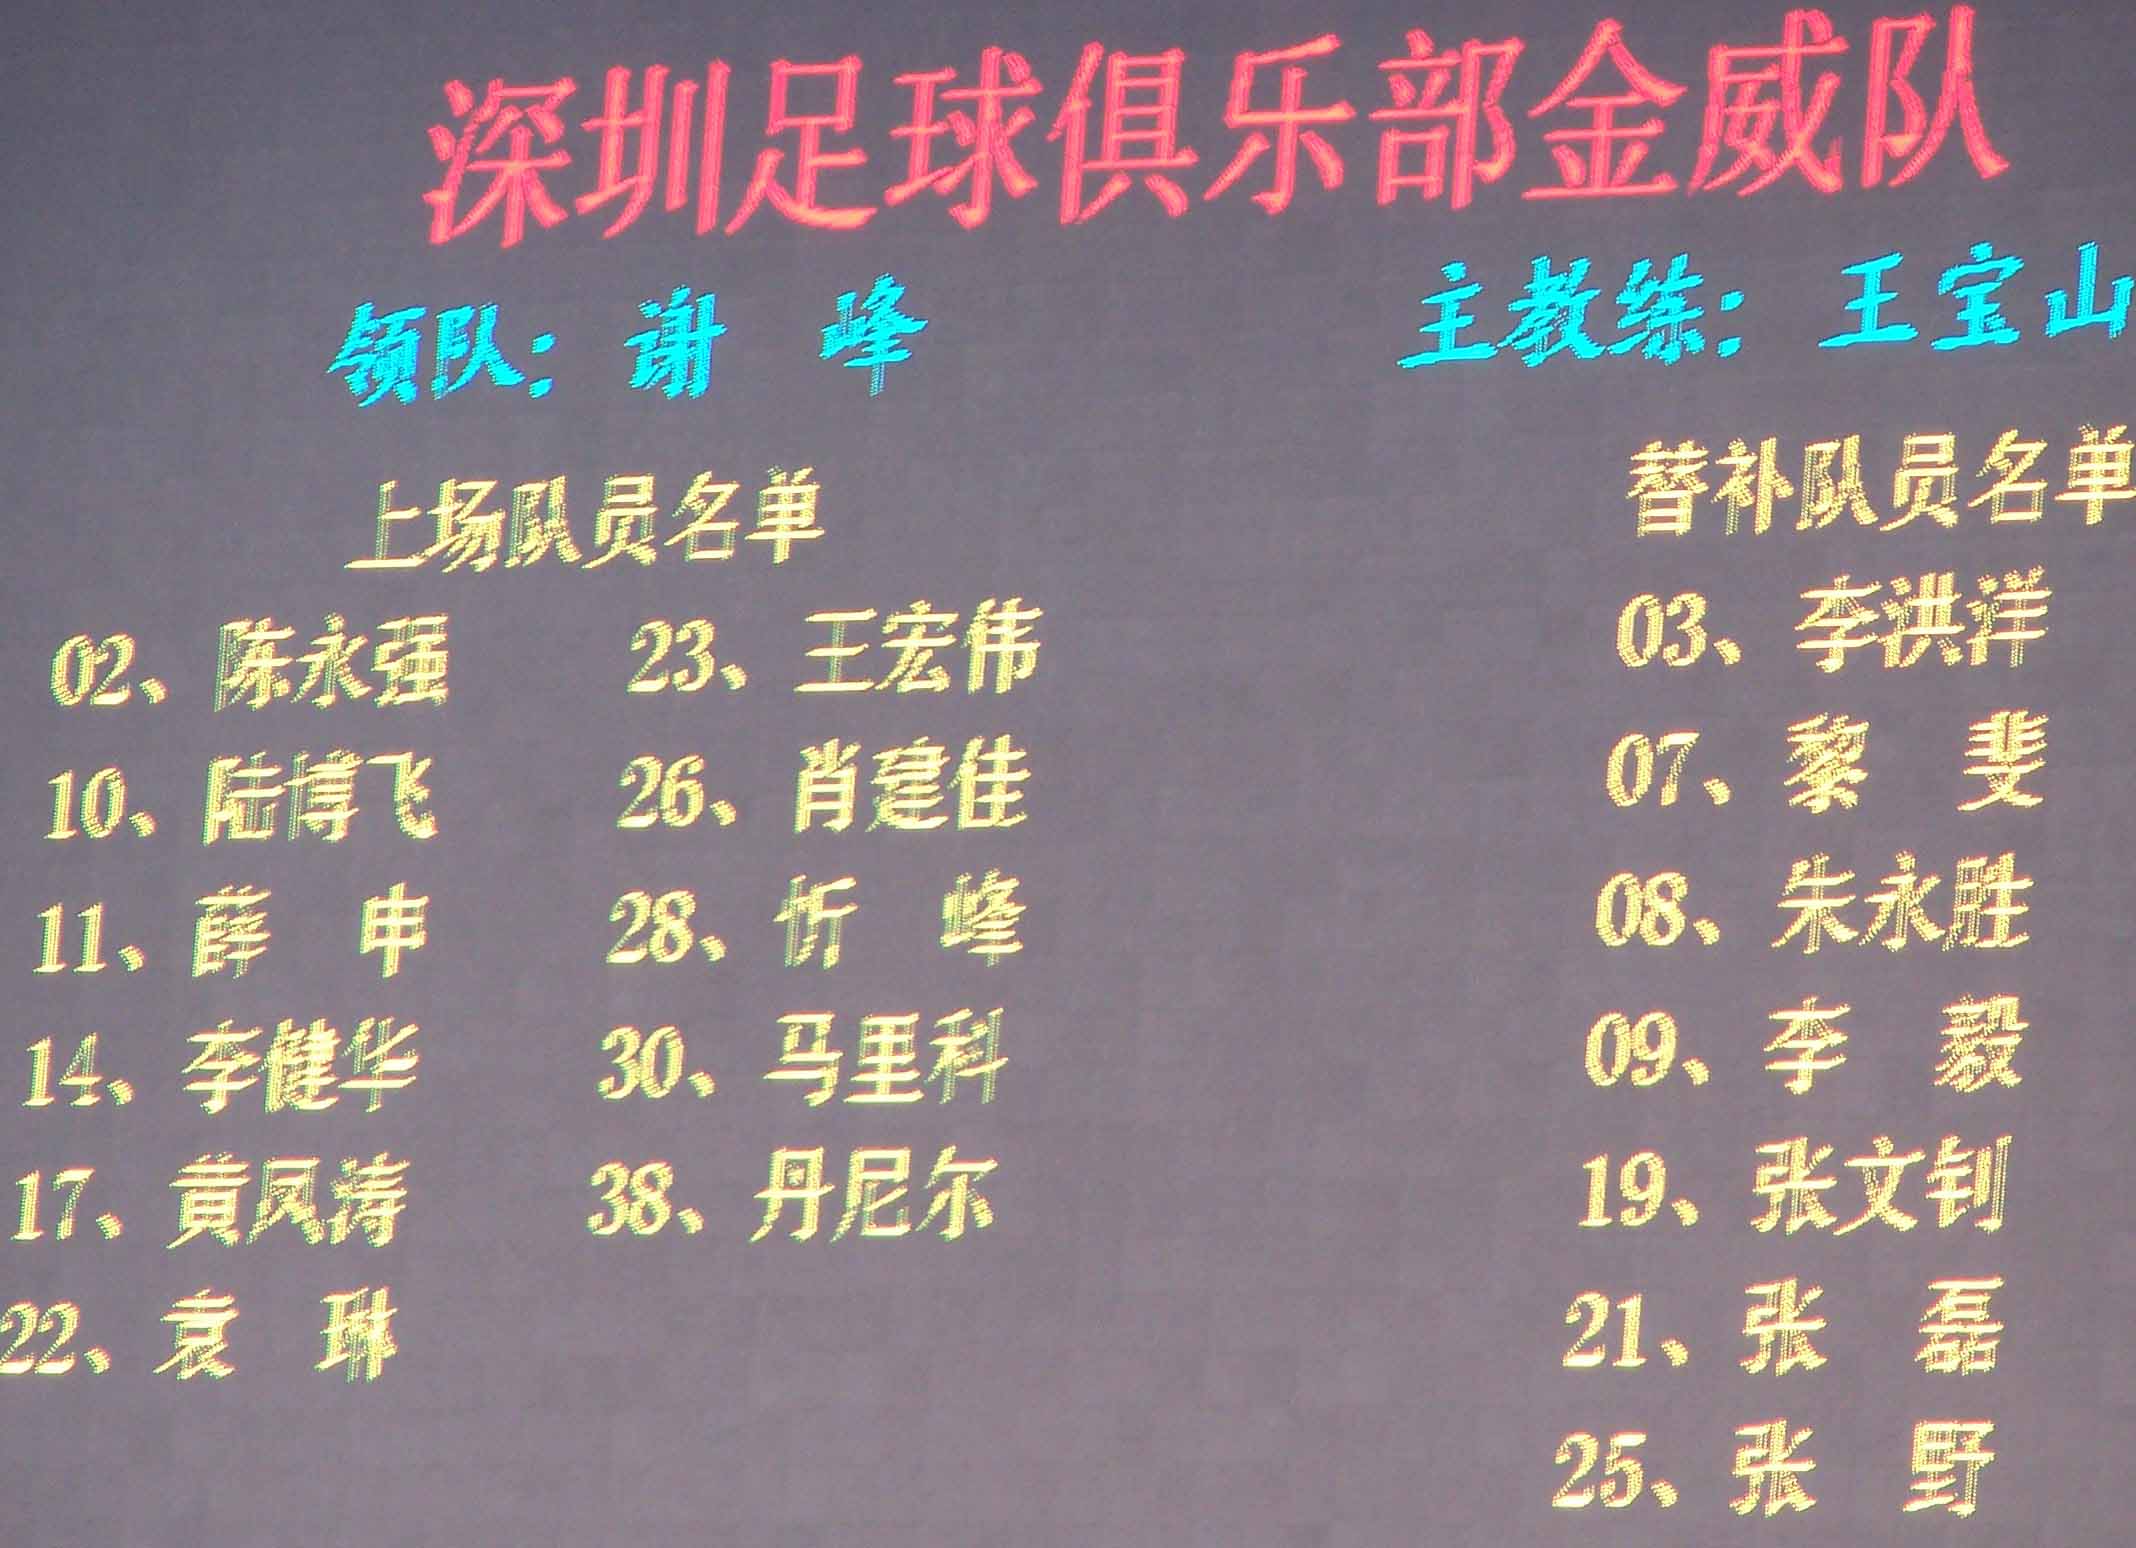 深圳足球俱乐部金威队
领队：谢　峰　主教练：王宝山
上场队员名单　替补队员名单
02、陈永强　23、王宏伟　03、李洪洋
10、陆博飞　26、肖建佳　07、黎　斐
11、薛　申　28、忻　峰　08、朱永胜
14、李健华　30、马里科　09、李　毅
17、黄凤涛　38、丹尼尔　19、张文钊
22、袁　琳　21、张　磊
25、张　野